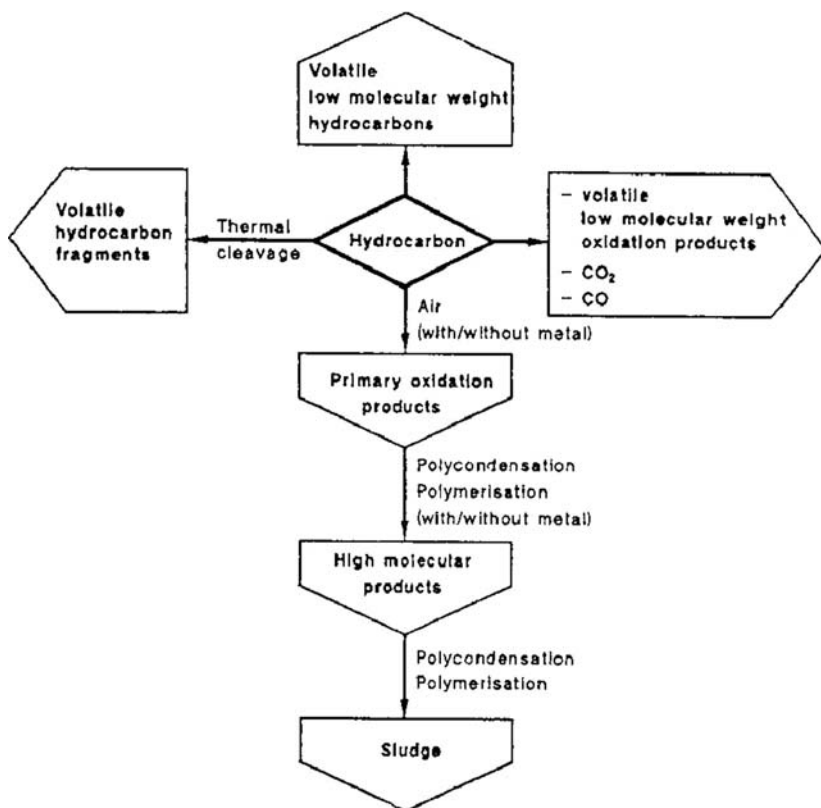 Volatile
low molecular weight
hydrocarbons
Volatile
hydrocarbon
fragments
Thermal
cleavage
Hydrocarbon
– volatile
low molecular weight
oxidation products
– CO₂
– CO
Air
(with/without metal)
Primary oxidation
products
Polycondensation
Polymerisation
(with/without metal)
High molecular
products
Polycondensation
Polymerisation
Sludge